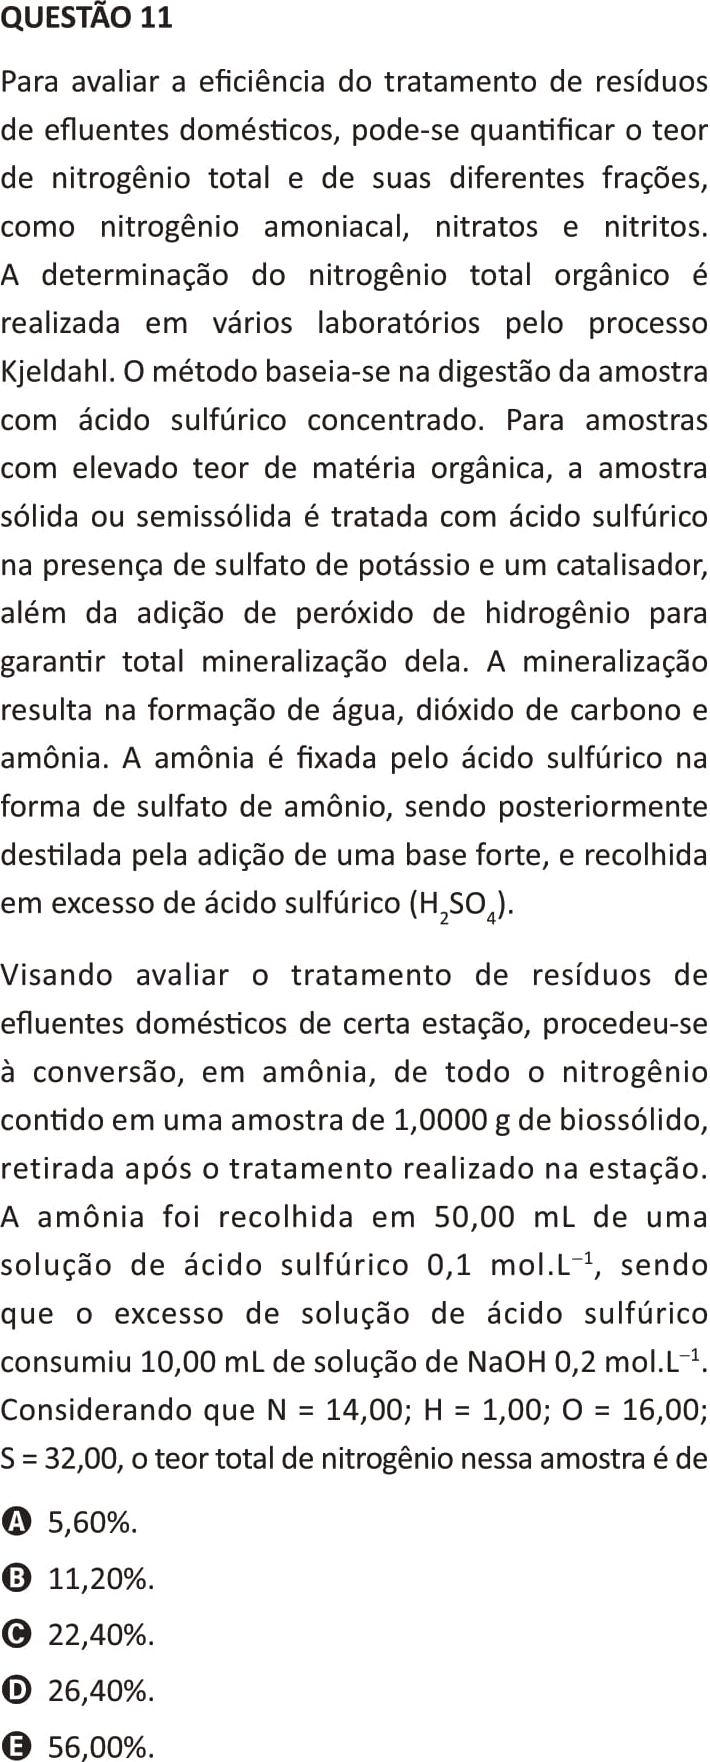 QUESTÃO 11
Para avaliar a eficiência do tratamento de resíduos
de efluentes domésticos, pode-se quantificar o teor
de nitrogênio total e de suas diferentes frações,
como nitrogênio amoniacal, nitratos e nitritos.
A determinação do nitrogênio total orgânico é
realizada em vários laboratórios pelo processo
Kjeldahl. O método baseia-se na digestão da amostra
com ácido sulfúrico concentrado. Para amostras
com elevado teor de matéria orgânica, a amostra
sólida ou semissólida é tratada com ácido sulfúrico
na presença de sulfato de potássio e um catalisador,
além da adição de peróxido de hidrogênio para
garantir total mineralização dela. A mineralização
resulta na formação de água, dióxido de carbono e
amônia. A amônia é fixada pelo ácido sulfúrico na
forma de sulfato de amônio, sendo posteriormente
destilada pela adição de uma base forte, e recolhida
em excesso de ácido sulfúrico (H₂SO₄).
Visando avaliar o tratamento de resíduos de
efluentes domésticos de certa estação, procedeu-se
à conversão, em amônia, de todo o nitrogênio
contido em uma amostra de 1,0000 g de biossólido,
retirada após o tratamento realizado na estação.
A amônia foi recolhida em 50,00 mL de uma
solução de ácido sulfúrico 0,1 mol.L⁻¹, sendo
que o excesso de solução de ácido sulfúrico
consumiu 10,00 mL de solução de NaOH 0,2 mol.L⁻¹.
Considerando que N = 14,00; H = 1,00; O = 16,00;
S = 32,00, o teor total de nitrogênio nessa amostra é de
A 5,60%.
B 11,20%.
C 22,40%.
D 26,40%.
E 56,00%.